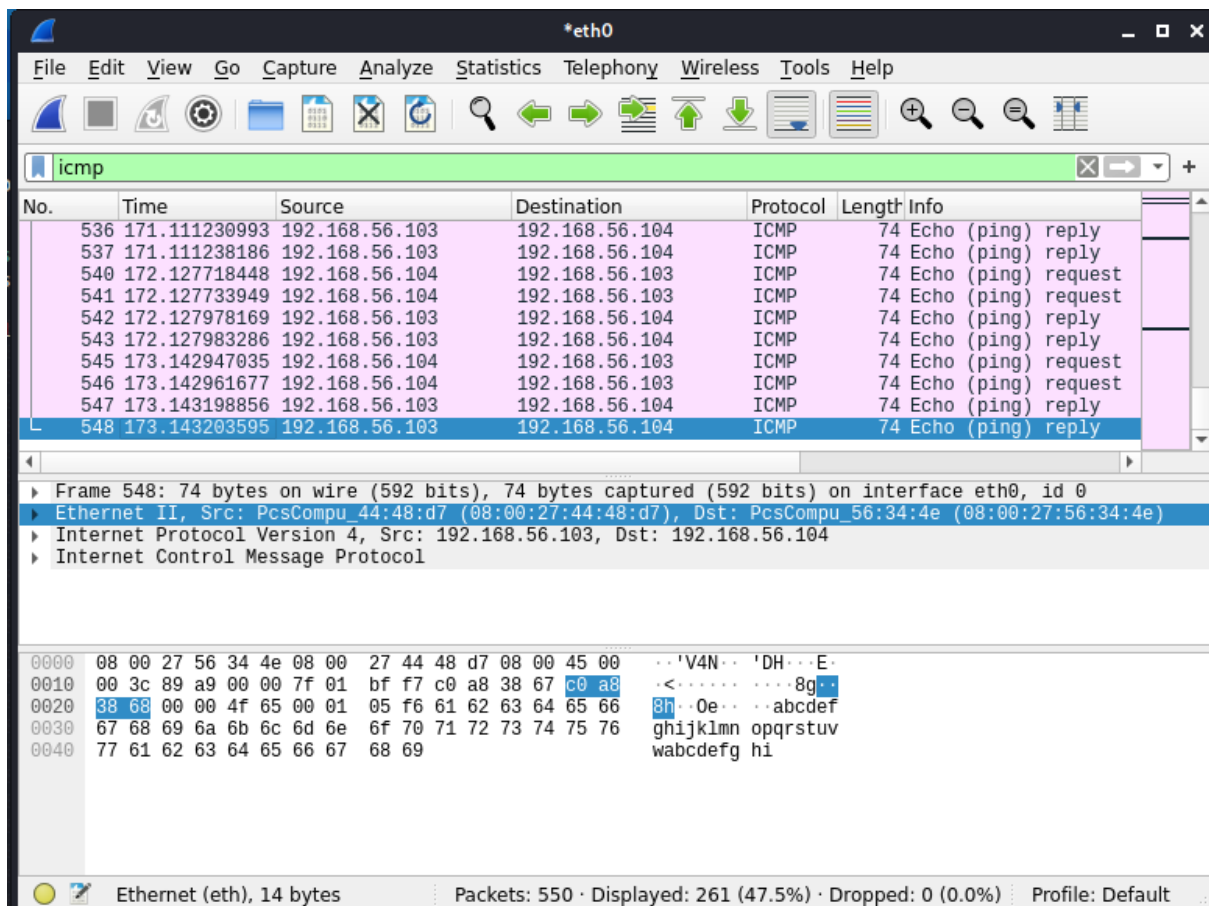 *eth0
File Edit View Go Capture Analyze Statistics Telephony Wireless Tools Help
icmp
No. Time Source Destination Protocol Length Info
536 171.111230993 192.168.56.103 192.168.56.104 ICMP 74 Echo (ping) reply
537 171.111238186 192.168.56.103 192.168.56.104 ICMP 74 Echo (ping) reply
540 172.127718448 192.168.56.104 192.168.56.103 ICMP 74 Echo (ping) request
541 172.127733949 192.168.56.104 192.168.56.103 ICMP 74 Echo (ping) request
542 172.127978169 192.168.56.103 192.168.56.104 ICMP 74 Echo (ping) reply
543 172.127983286 192.168.56.103 192.168.56.104 ICMP 74 Echo (ping) reply
545 173.142947035 192.168.56.104 192.168.56.103 ICMP 74 Echo (ping) request
546 173.142961677 192.168.56.104 192.168.56.103 ICMP 74 Echo (ping) request
547 173.143198856 192.168.56.103 192.168.56.104 ICMP 74 Echo (ping) reply
548 173.143203595 192.168.56.103 192.168.56.104 ICMP 74 Echo (ping) reply
Frame 548: 74 bytes on wire (592 bits), 74 bytes captured (592 bits) on interface eth0, id 0
Ethernet II, Src: PcsCompu_44:48:d7 (08:00:27:44:48:d7), Dst: PcsCompu_56:34:4e (08:00:27:56:34:4e)
Internet Protocol Version 4, Src: 192.168.56.103, Dst: 192.168.56.104
Internet Control Message Protocol
0000 08 00 27 56 34 4e 08 00 27 44 48 d7 08 00 45 00 ··'V4N·· 'DH···E·
0010 00 3c 89 a9 00 00 7f 01 bf f7 c0 a8 38 67 c0 a8 ·<······ ····8g··
0020 38 68 00 00 4f 65 00 01 05 f6 61 62 63 64 65 66 8h··Oe·· ··abcdef
0030 67 68 69 6a 6b 6c 6d 6e 6f 70 71 72 73 74 75 76 ghijklmn opqrstuv
0040 77 61 62 63 64 65 66 67 68 69 wabcdefg hi
Ethernet (eth), 14 bytes Packets: 550 · Displayed: 261 (47.5%) · Dropped: 0 (0.0%) Profile: Default